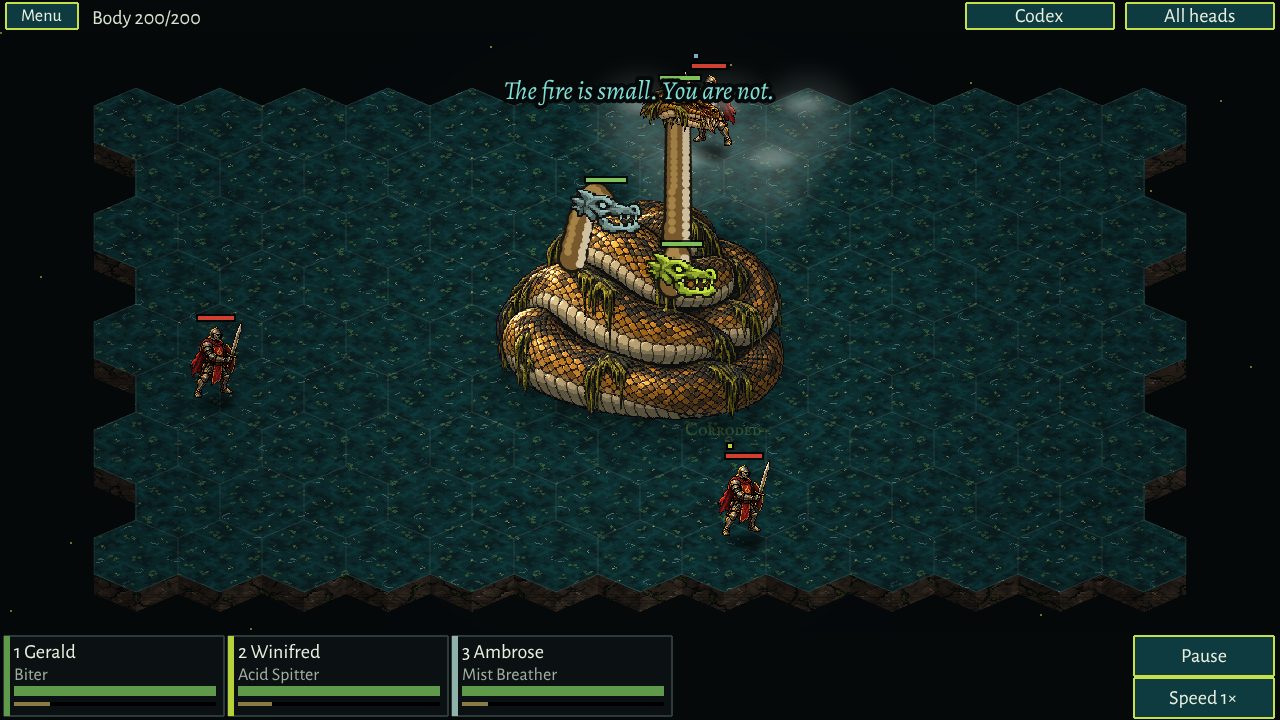 Menu
Body 200/200
Codex
All heads
The fire is small. You are not.
Corroded
1 Gerald
Biter
2 Winifred
Acid Spitter
3 Ambrose
Mist Breather
Pause
Speed 1×